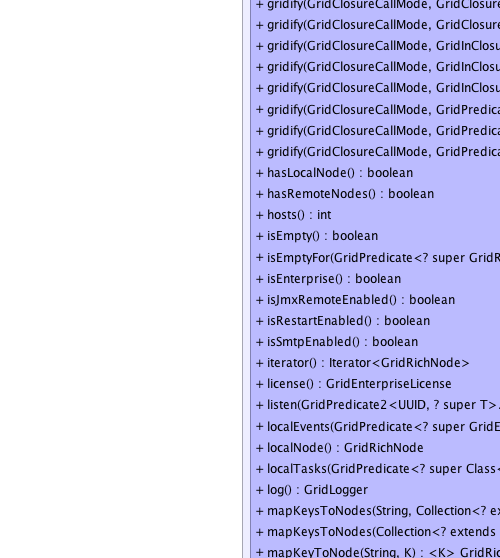 + gridify(GridClosureCallMode, GridClosure
+ gridify(GridClosureCallMode, GridClosure
+ gridify(GridClosureCallMode, GridInClosu
+ gridify(GridClosureCallMode, GridInClosu
+ gridify(GridClosureCallMode, GridInClosu
+ gridify(GridClosureCallMode, GridPredica
+ gridify(GridClosureCallMode, GridPredica
+ gridify(GridClosureCallMode, GridPredica
+ hasLocalNode() : boolean
+ hasRemoteNodes() : boolean
+ hosts() : int
+ isEmpty() : boolean
+ isEmptyFor(GridPredicate<? super GridR
+ isEnterprise() : boolean
+ isJmxRemoteEnabled() : boolean
+ isRestartEnabled() : boolean
+ isSmtpEnabled() : boolean
+ iterator() : Iterator<GridRichNode>
+ license() : GridEnterpriseLicense
+ listen(GridPredicate2<UUID, ? super T>.
+ localEvents(GridPredicate<? super GridE
+ localNode() : GridRichNode
+ localTasks(GridPredicate<? super Class<
+ log() : GridLogger
+ mapKeysToNodes(String, Collection<? ex
+ mapKeysToNodes(Collection<? extends
+ mapKeyToNode(String, K) : <K> GridRic